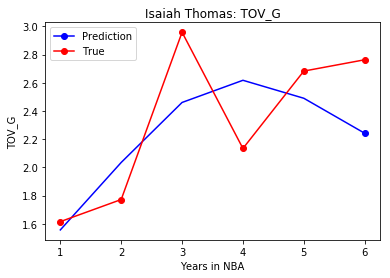 Isaiah Thomas: TOV_G
Prediction
True
3.0
2.8
2.6
2.4
2.2
2.0
1.8
1.6
TOV_G
1 2 3 4 5 6
Years in NBA